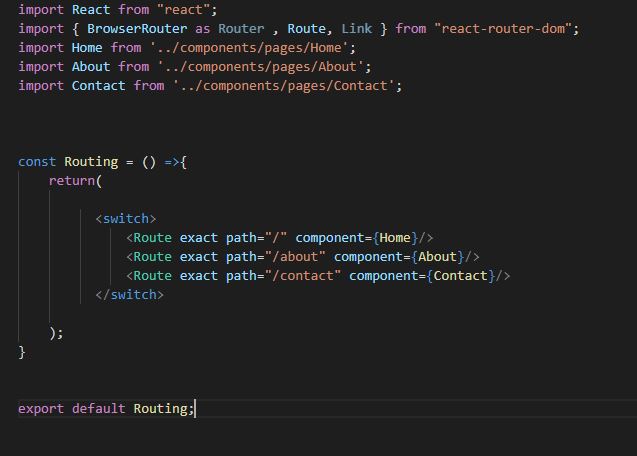 import React from "react";
import { BrowserRouter as Router , Route, Link } from "react-router-dom";
import Home from '../components/pages/Home';
import About from '../components/pages/About';
import Contact from '../components/pages/Contact';
const Routing = () =>{
return(
<switch>
<Route exact path="/" component={Home}/>
<Route exact path="/about" component={About}/>
<Route exact path="/contact" component={Contact}/>
</switch>
);
}
export default Routing;